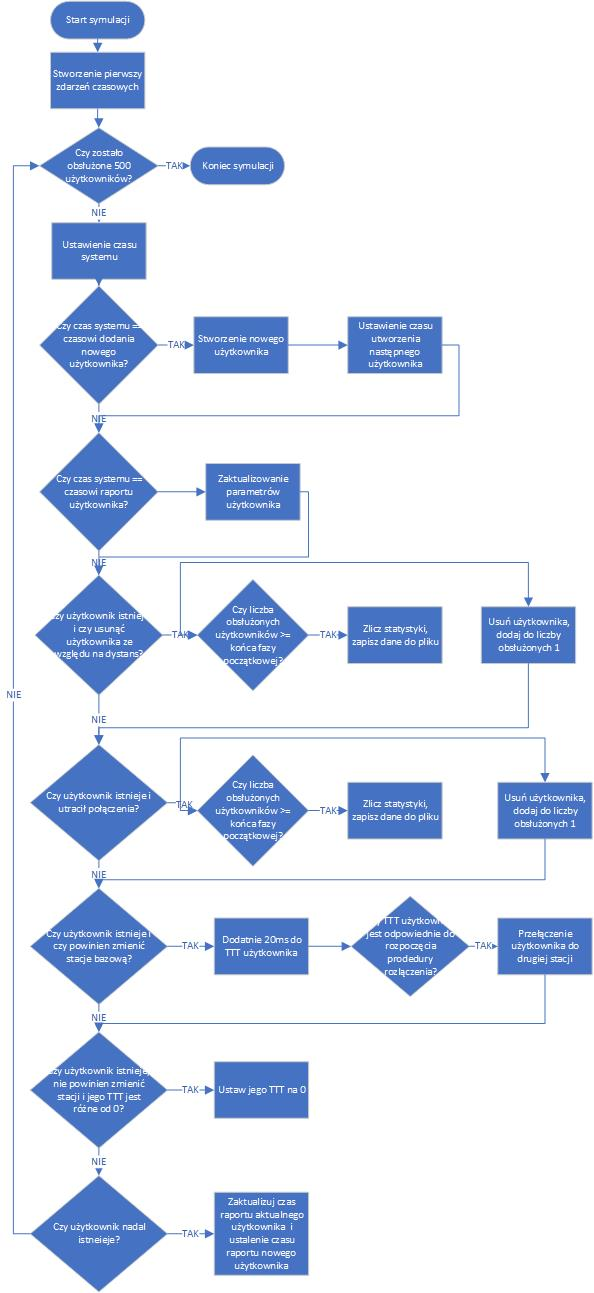 Start symulacji
Stworzenie pierwszy
zdarzeń czasowych
Czy zostało
obsłużone 500
użytkowników?
TAK
Koniec symulacji
NIE
Ustawienie czasu
systemu
Czy czas systemu ==
czasowi dodania
nowego
użytkownika?
TAK
Stworzenie nowego
użytkownika
Ustawienie czasu
utworzenia
następnego
użytkownika
NIE
Czy czas systemu ==
czasowi raportu
użytkownika?
Zaktualizowanie
parametrów
użytkownika
NIE
Czy użytkownik istnieje
i czy usunąć
użytkownika ze
względu na dystans?
TAK
Czy liczba
obsłużonych
użytkowników >=
końca fazy
początkowej?
TAK
Zlicz statystyki,
zapisz dane do pliku
Usuń użytkownika,
dodaj do liczby
obsłużonych 1
NIE
NIE
Czy użytkownik istnieje i
utracił połączenia?
TAK
Czy liczba
obsłużonych
użytkowników >=
końca fazy
początkowej?
TAK
Zlicz statystyki,
zapisz dane do pliku
Usuń użytkownika,
dodaj do liczby
obsłużonych 1
NIE
Czy użytkownik istnieje i
czy powinien zmienić
stacje bazową?
TAK
Dodatnie 20ms do
TTT użytkownika
TTT użytkownika
jest odpowiednie do
rozpoczęcia
prodedury
rozłączenia?
TAK
Przełączenie
użytkownika do
drugiej stacji
NIE
Czy użytkownik istnieje,
nie powinien zmienić
stacji i jego TTT jest
różne od 0?
TAK
Ustaw jego TTT na 0
NIE
Czy użytkownik nadal
istneieje?
TAK
Zaktualizuj czas
raportu aktualnego
użytkownika i
ustalenie czasu
raportu nowego
użytkownika